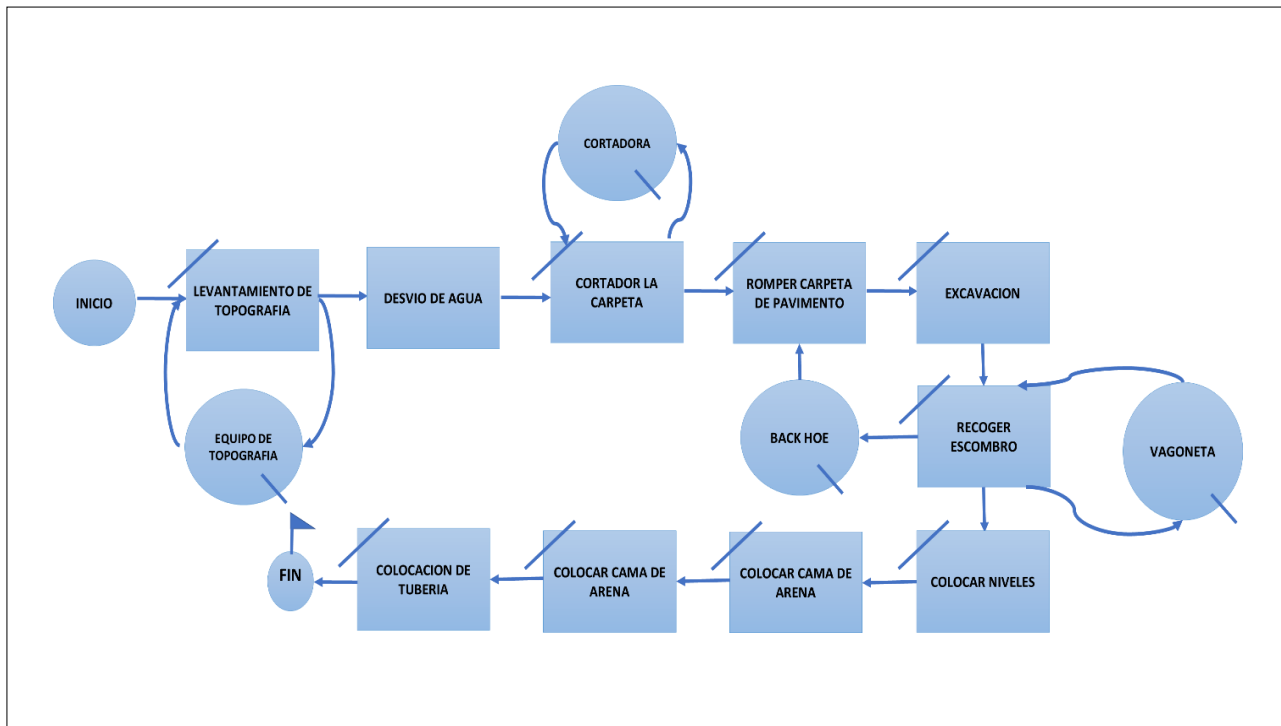 CORTADORA
INICIO
LEVANTAMIENTO DE
TOPOGRAFIA
DESVIO DE AGUA
CORTADOR LA
CARPETA
ROMPER CARPETA
DE PAVIMENTO
EXCAVACION
EQUIPO DE
TOPOGRAFIA
BACK HOE
RECOGER
ESCOMBRO
VAGONETA
FIN
COLOCACION DE
TUBERIA
COLOCAR CAMA DE
ARENA
COLOCAR CAMA DE
ARENA
COLOCAR NIVELES